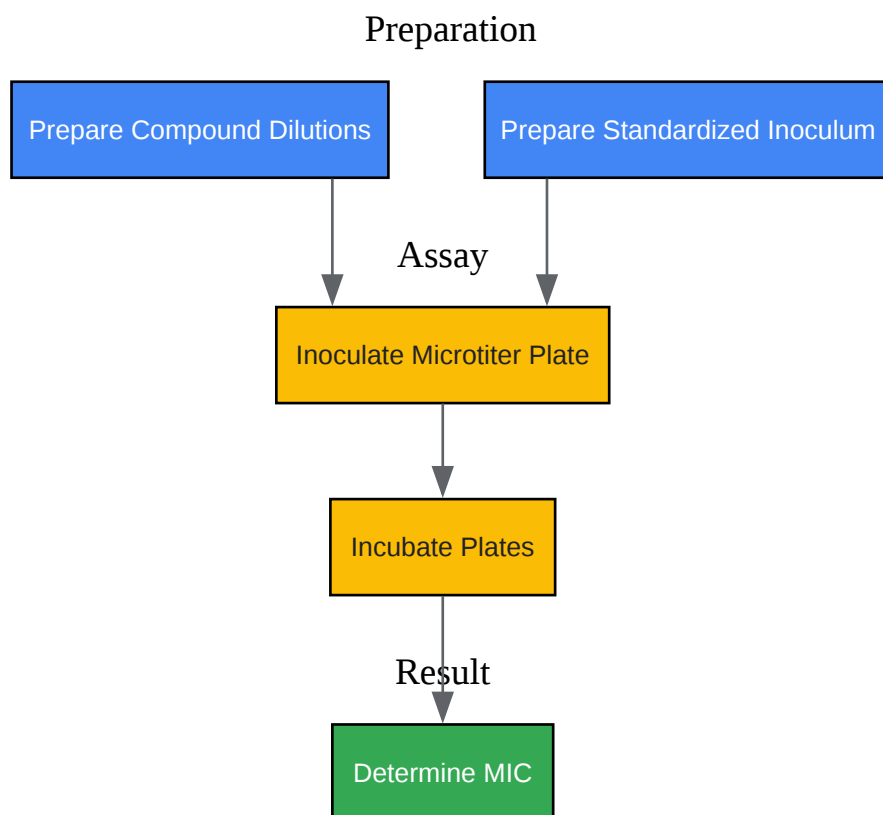 Preparation
Prepare Compound Dilutions
Prepare Standardized Inoculum
Assay
Inoculate Microtiter Plate
Incubate Plates
Result
Determine MIC